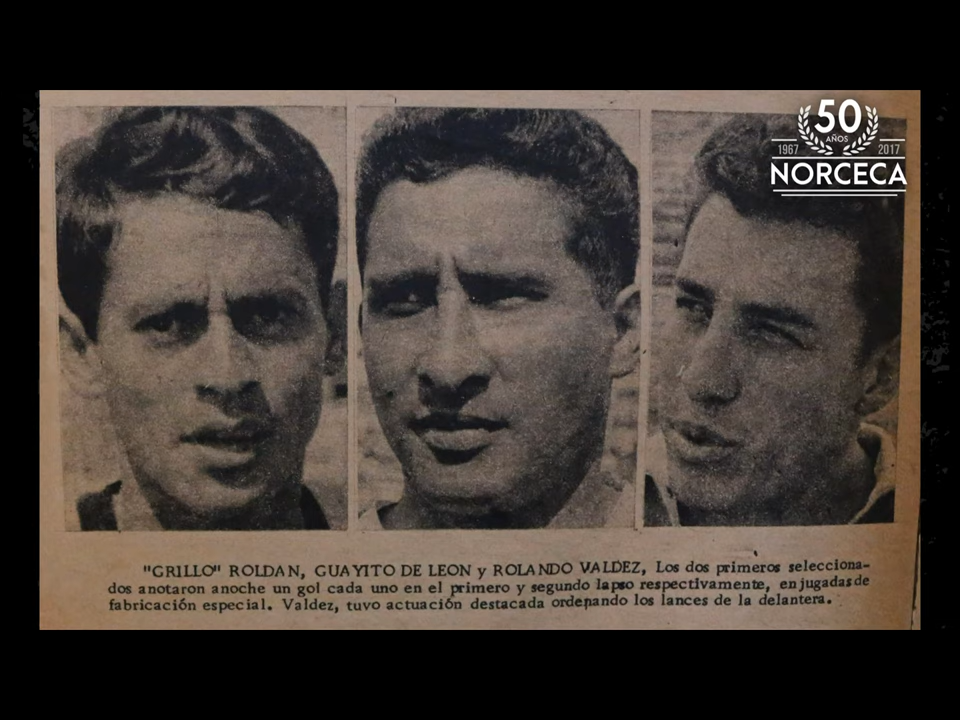 50
AÑOS
1967 2017
NORCECA
"GRILLO" ROLDAN, GUAYITO DE LEON y ROLANDO VALDEZ, Los dos primeros selecciona-
dos anotaron anoche un gol cada uno en el primero y segundo lapso respectivamente, en jugadas de
fabricación especial. Valdez, tuvo actuación destacada ordenando los lances de la delantera.